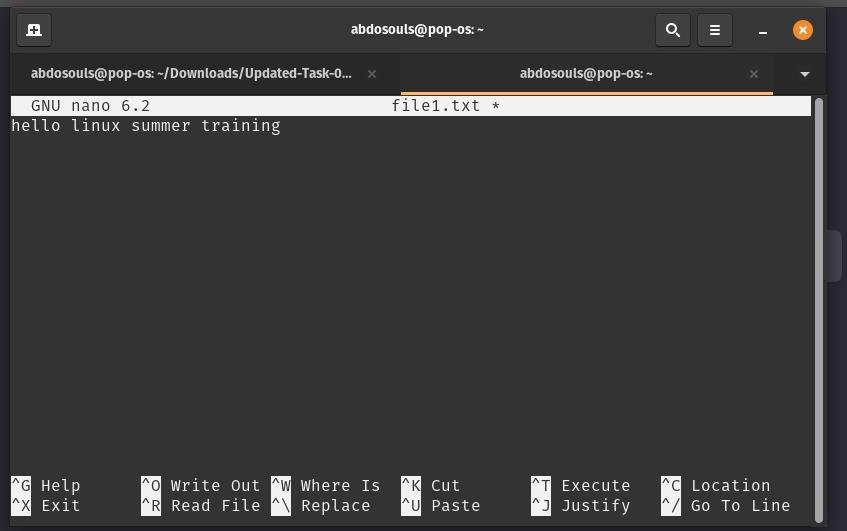 abdosouls@pop-os: ~
abdosouls@pop-os: ~/Downloads/Updated-Task-0...
abdosouls@pop-os: ~
GNU nano 6.2 file1.txt *
hello linux summer training
^G Help ^O Write Out ^W Where Is ^K Cut ^T Execute ^C Location
^X Exit ^R Read File ^\ Replace ^U Paste ^J Justify ^/ Go To Line